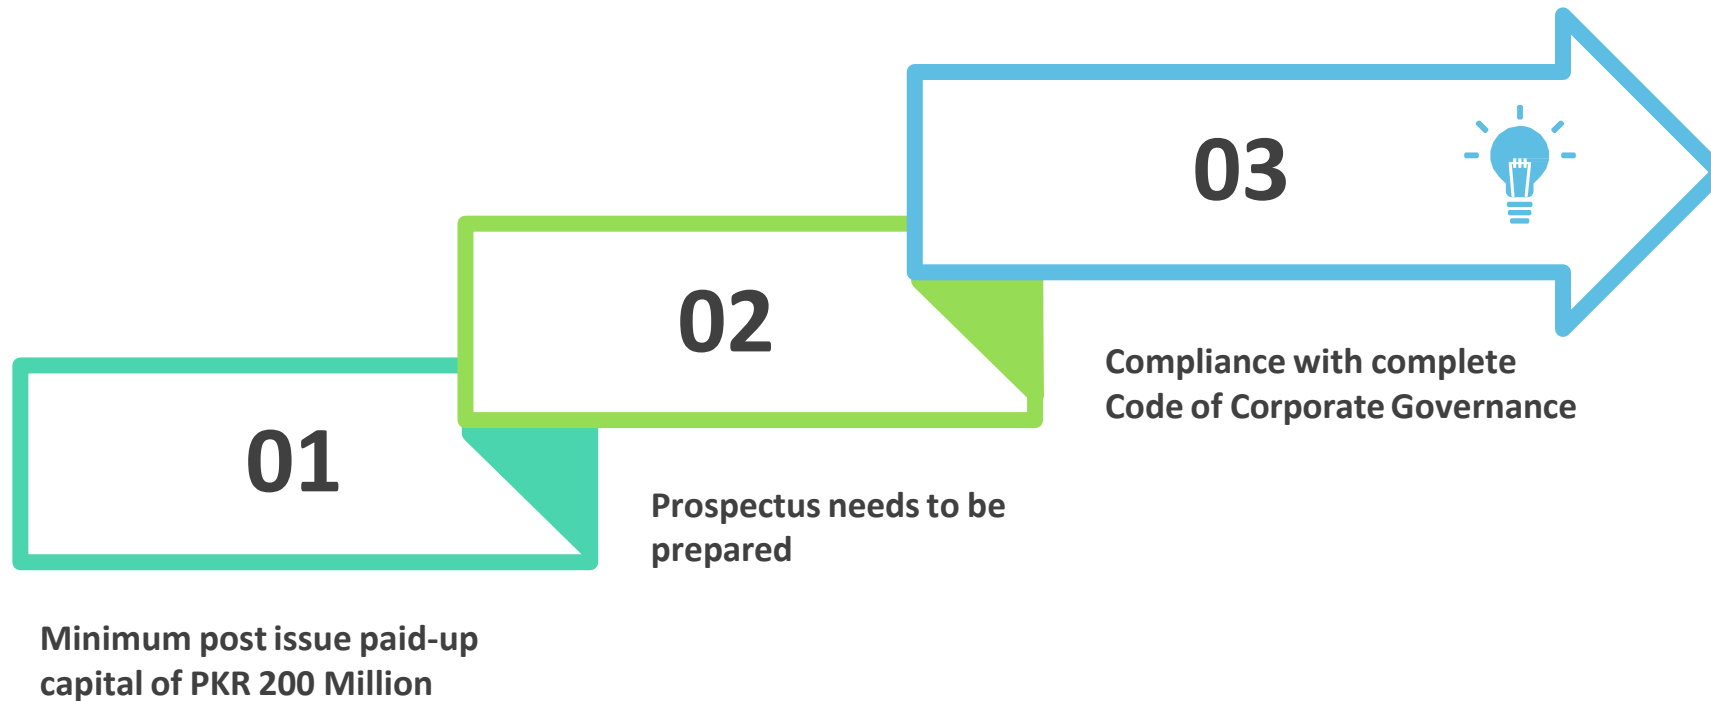 01
Minimum post issue paid-up
capital of PKR 200 Million
02
Prospectus needs to be
prepared
03
Compliance with complete
Code of Corporate Governance